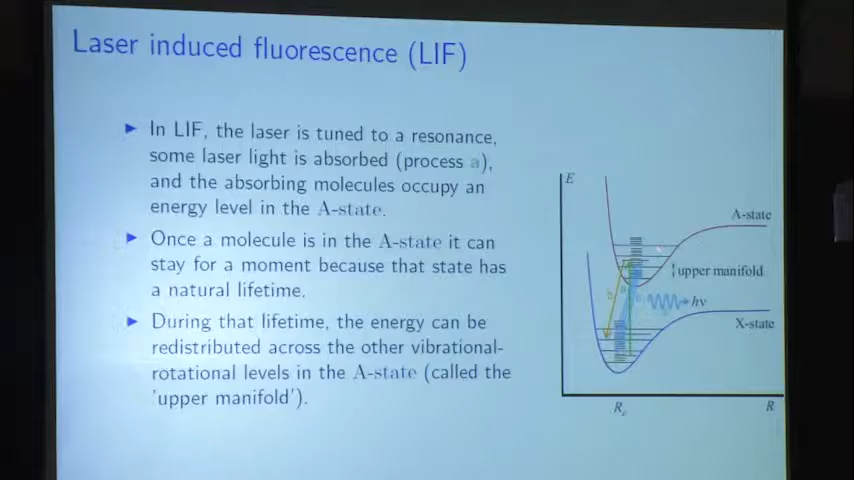 Laser induced fluorescence (LIF)
In LIF, the laser is tuned to a resonance,
some laser light is absorbed (process a),
and the absorbing molecules occupy an
energy level in the A-state.
Once a molecule is in the A-state it can
stay for a moment because that state has
a natural lifetime.
During that lifetime, the energy can be
redistributed across the other vibrational-
rotational levels in the A-state (called the
'upper manifold').
E
A-state
upper manifold
b
a
hν
X-state
R